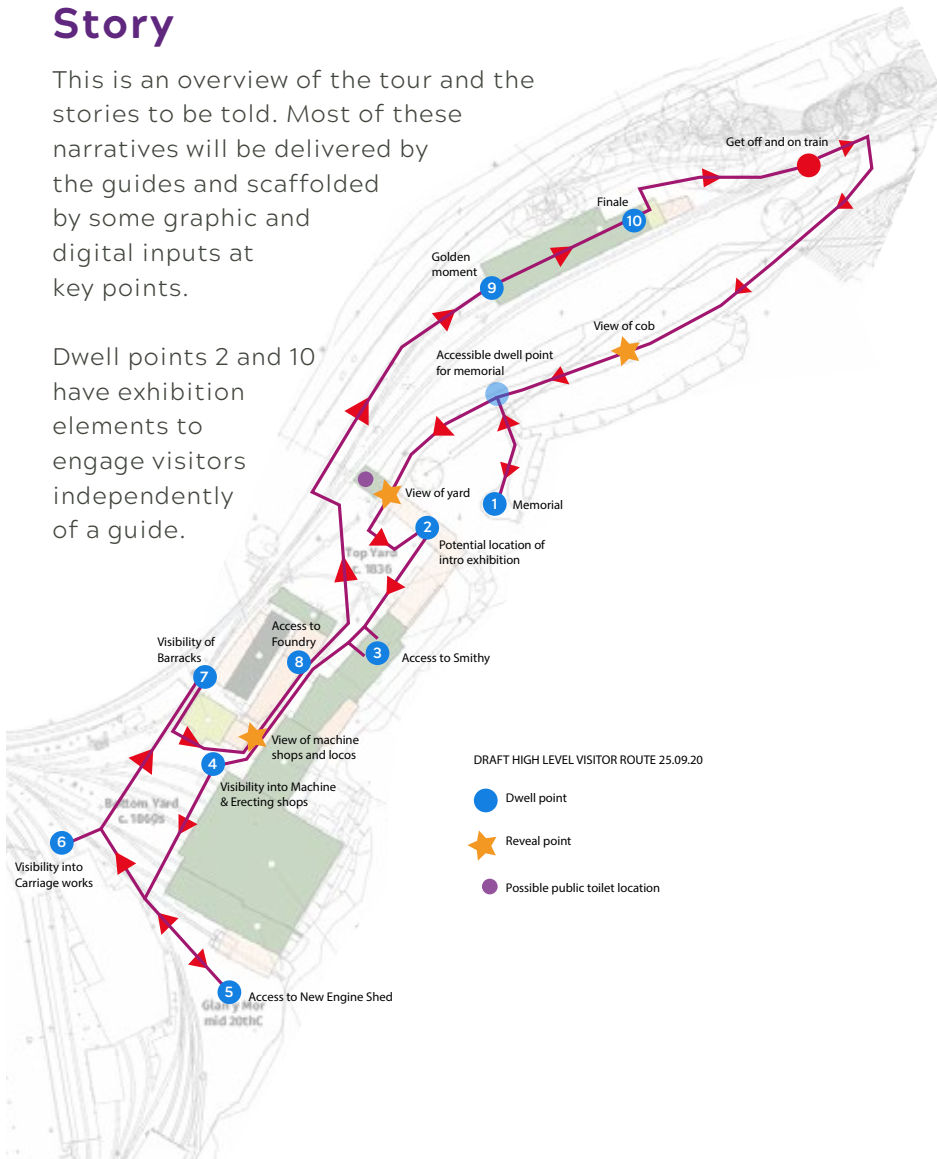 Story
This is an overview of the tour and the
stories to be told. Most of these
narratives will be delivered by
the guides and scaffolded
by some graphic and
digital inputs at
key points.
Dwell points 2 and 10
have exhibition
elements to
engage visitors
independently
of a guide.
Get off and on train
Finale
10
Golden
moment
9
View of cob
Accessible dwell point
for memorial
View of yard
1
Memorial
2
Potential location of
intro exhibition
Top Yard
c. 1836
Access to
Foundry
8
3
Access to Smithy
Visibility of
Barracks
7
View of machine
shops and locos
4
Visibility into Machine
& Erecting shops
Bottom Yard
c. 1860s
6
Visibility into
Carriage works
5
Access to New Engine Shed
Glan y Mor
mid 20thC
DRAFT HIGH LEVEL VISITOR ROUTE 25.09.20
Dwell point
Reveal point
Possible public toilet location